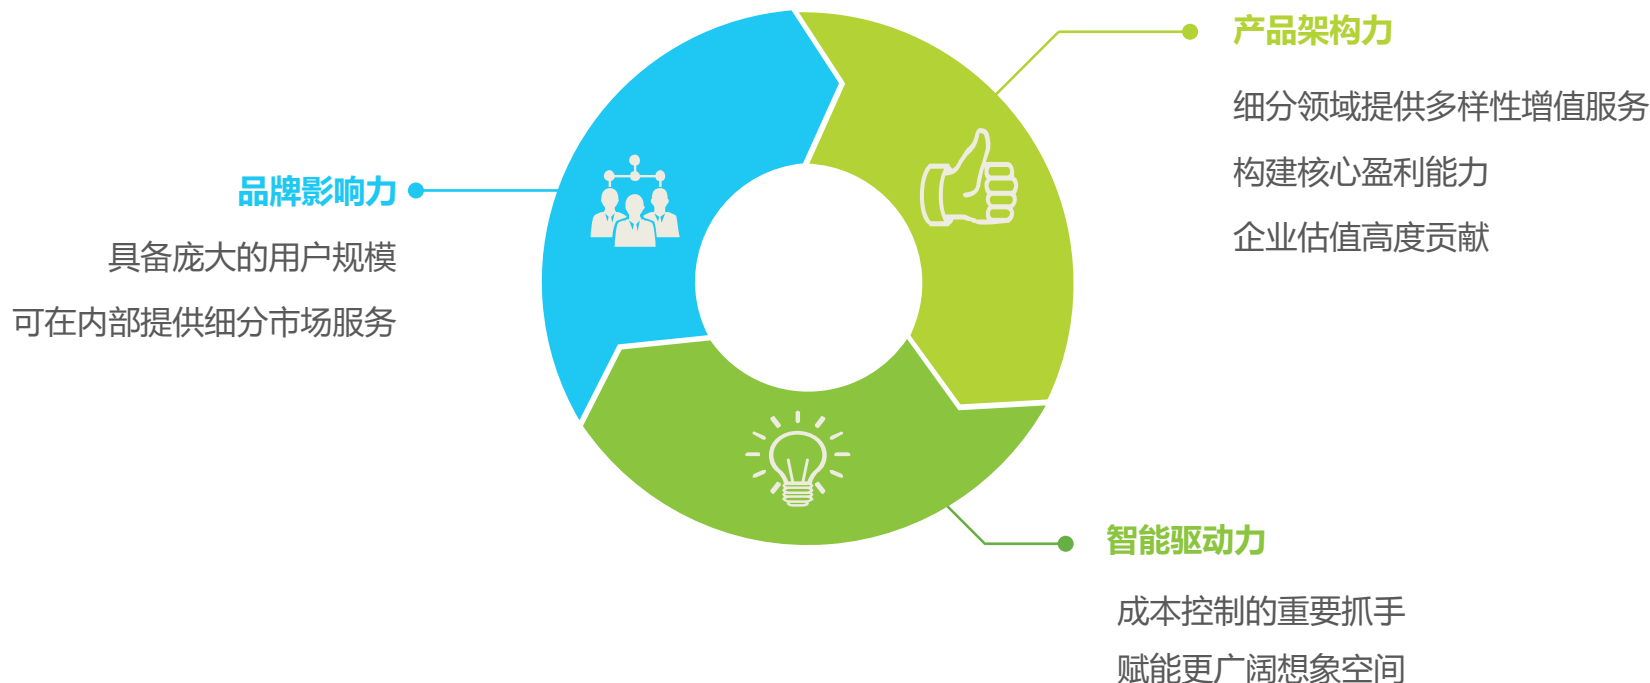 品牌影响力
具备庞大的用户规模
可在内部提供细分市场服务
产品架构力
细分领域提供多样性增值服务
构建核心盈利能力
企业估值高度贡献
智能驱动力
成本控制的重要抓手
赋能更广阔想象空间